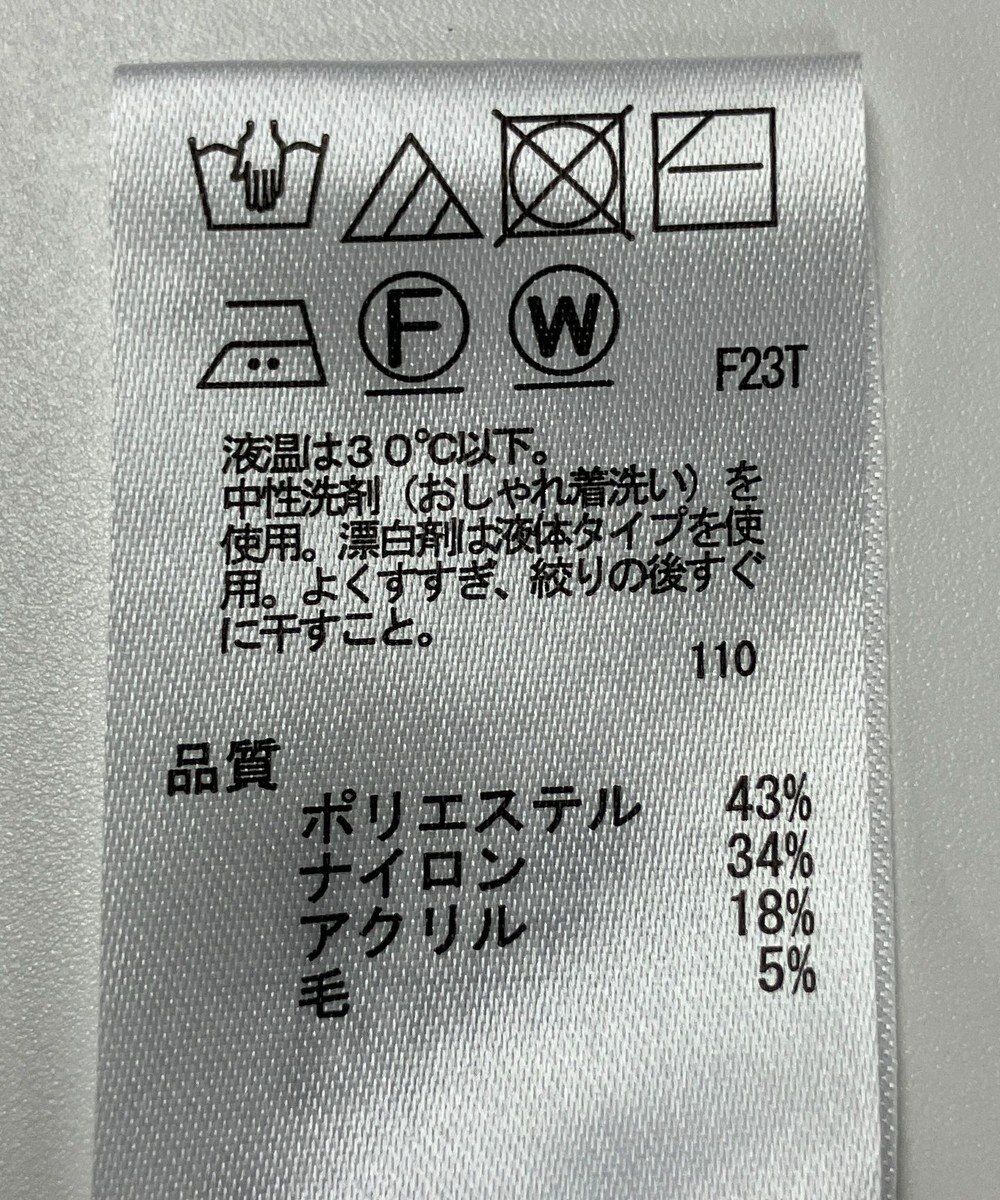 F
W
F23T
液温は30℃以下。
中性洗剤（おしゃれ着洗い）を
使用。漂白剤は液体タイプを使
用。よくすすぎ、絞りの後すぐ
に干すこと。
110
品質
ポリエステル 43%
ナイロン 34%
アクリル 18%
毛 5%